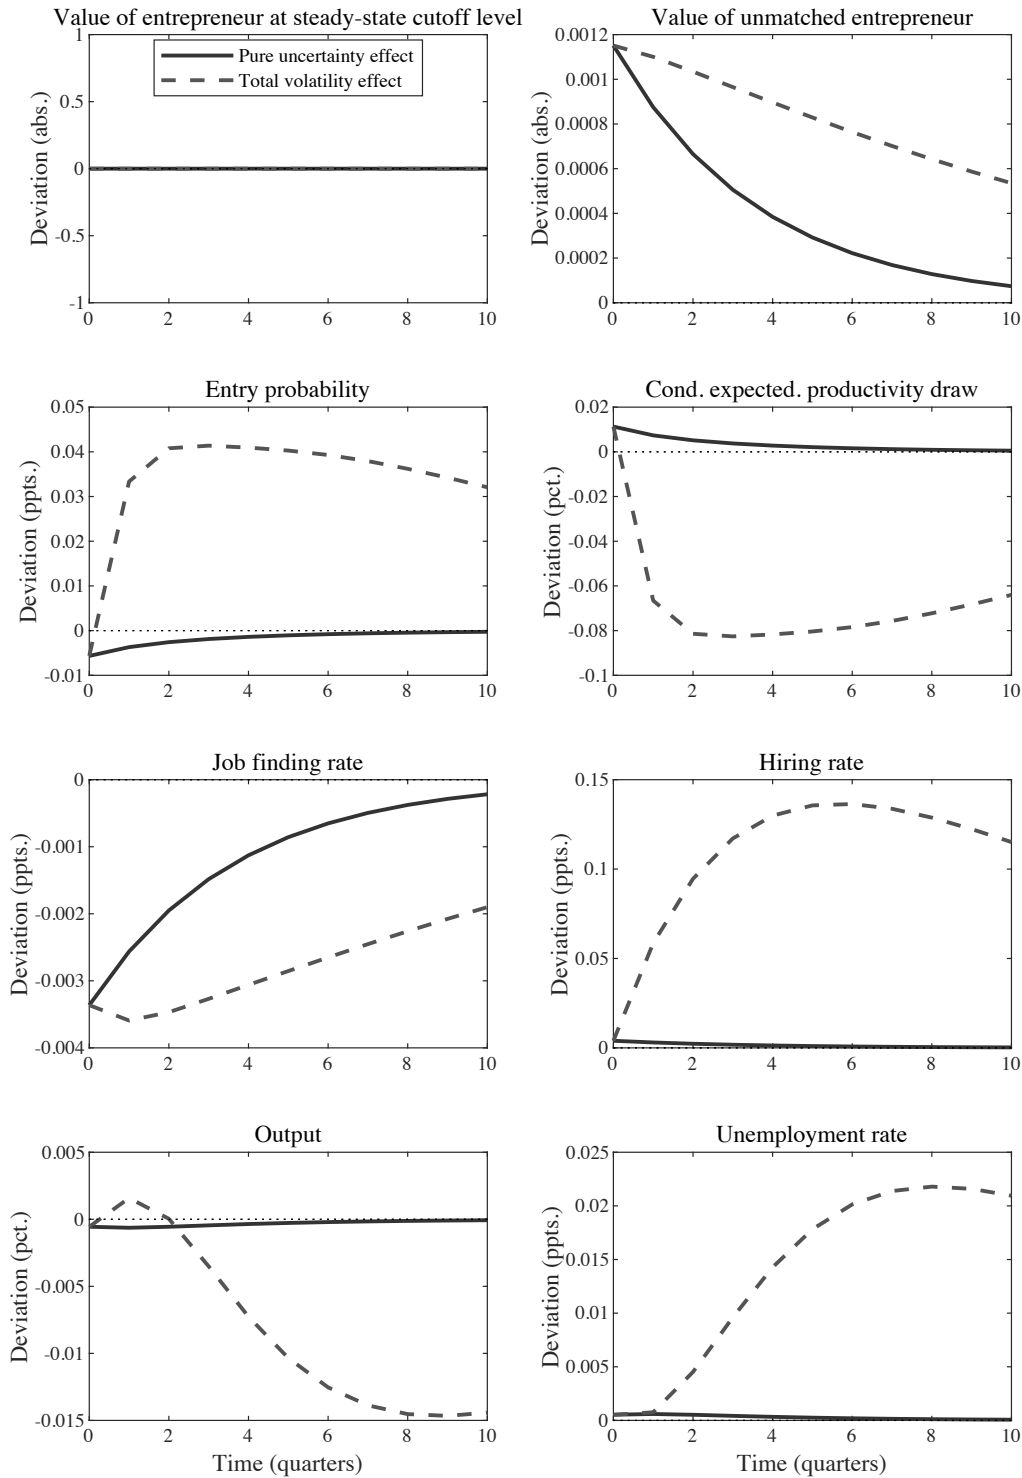 Value of entrepreneur at steady-state cutoff level
Deviation (abs.)
1
0.5
0
-0.5
-1
Pure uncertainty effect
Total volatility effect
0 2 4 6 8 10
Value of unmatched entrepreneur
Deviation (abs.)
0.0012
0.001
0.0008
0.0006
0.0004
0.0002
0
0 2 4 6 8 10
Entry probability
Deviation (ppts.)
0.05
0.04
0.03
0.02
0.01
0
-0.01
0 2 4 6 8 10
Cond. expected. productivity draw
Deviation (pct.)
0.02
0
-0.02
-0.04
-0.06
-0.08
-0.1
0 2 4 6 8 10
Job finding rate
Deviation (ppts.)
0
-0.001
-0.002
-0.003
-0.004
0 2 4 6 8 10
Hiring rate
Deviation (ppts.)
0.15
0.1
0.05
0
0 2 4 6 8 10
Output
Deviation (pct.)
0.005
0
-0.005
-0.01
-0.015
0 2 4 6 8 10
Time (quarters)
Unemployment rate
Deviation (ppts.)
0.025
0.02
0.015
0.01
0.005
0
0 2 4 6 8 10
Time (quarters)